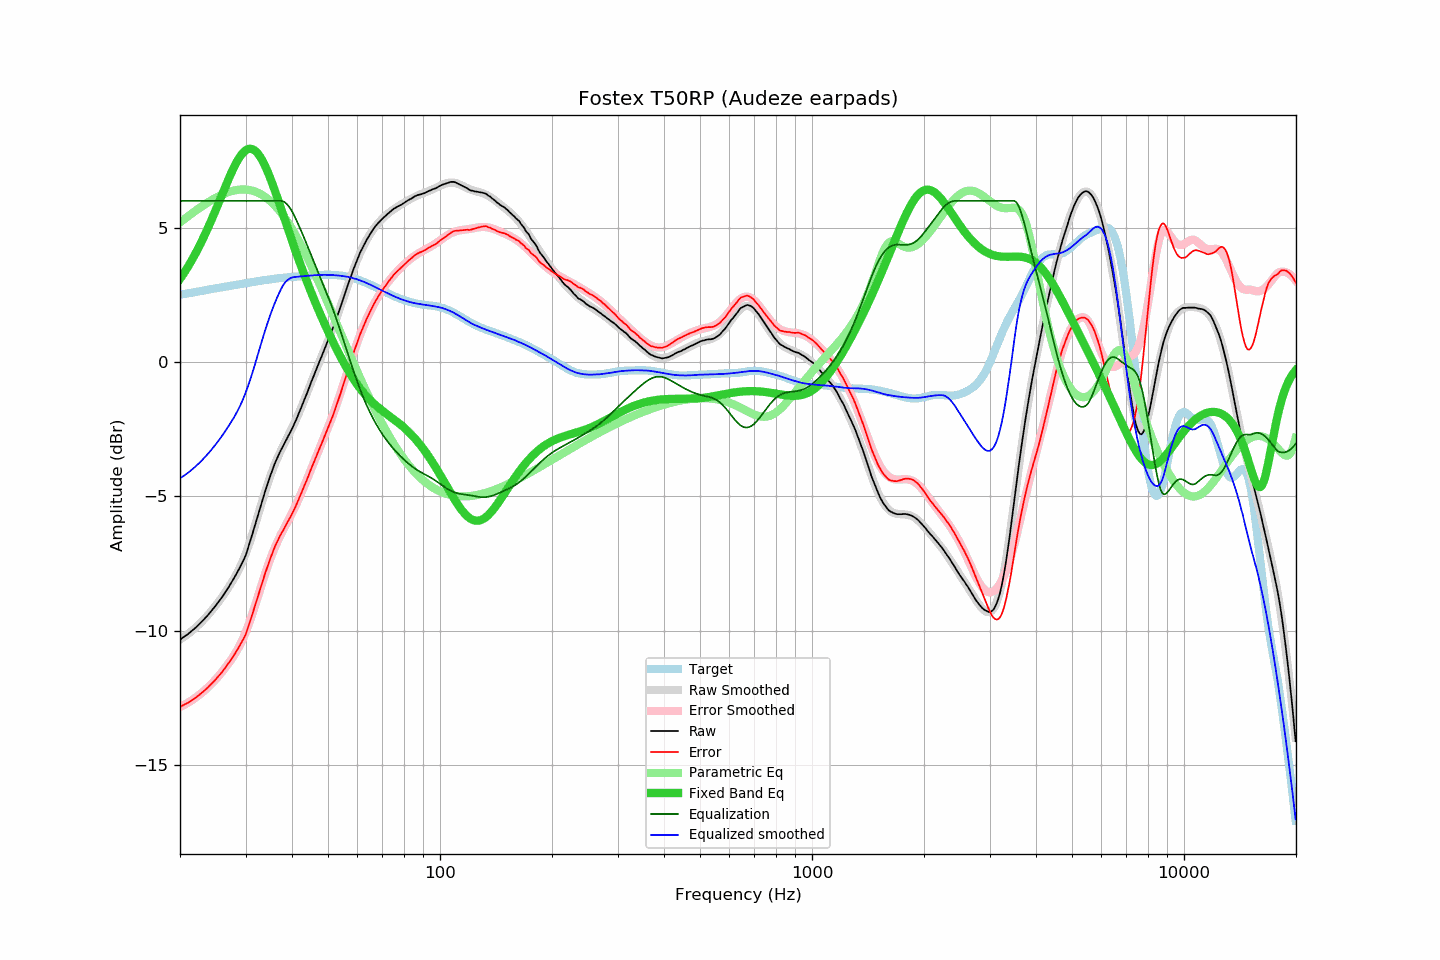 Fostex T50RP (Audeze earpads)
Amplitude (dBr)
5
0
−5
−10
−15
Target
Raw Smoothed
Error Smoothed
Raw
Error
Parametric Eq
Fixed Band Eq
Equalization
Equalized smoothed
100
1000
10000
Frequency (Hz)